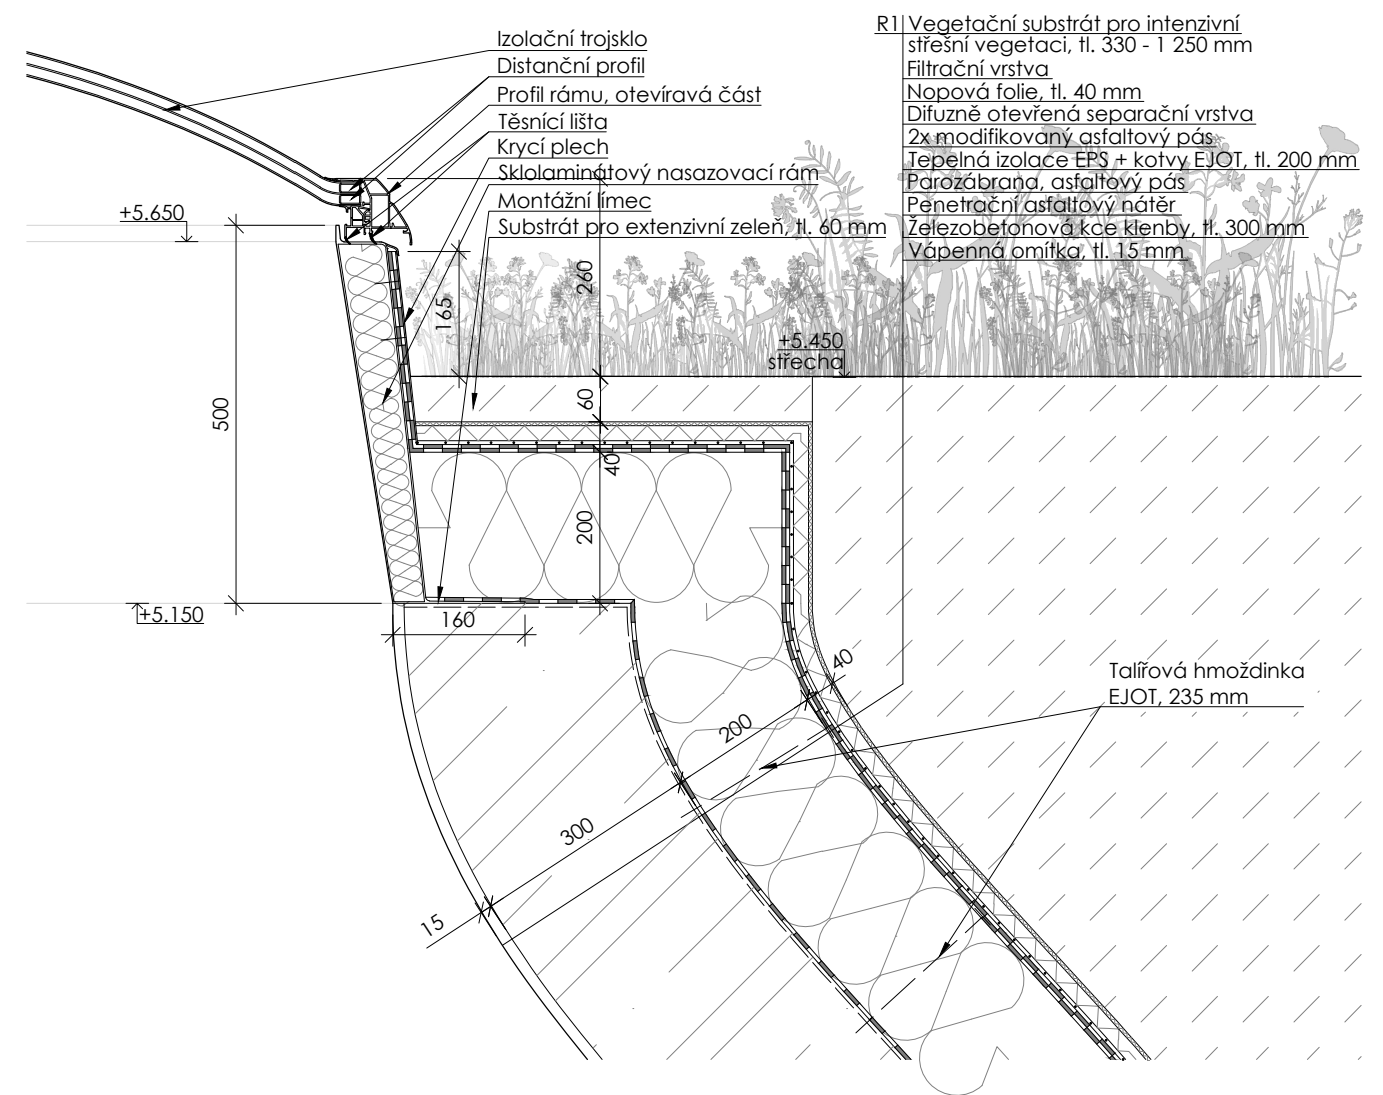 Izolační trojsklo
Distanční profil
Profil rámu, otevíravá část
Těsnící lišta
Krycí plech
Sklolaminátový nasazovací rám
Montážní límec
Substrát pro extenzivní zeleň, tl. 60 mm
R1 Vegetační substrát pro intenzivní
střešní vegetaci, tl. 330 - 1 250 mm
Filtrační vrstva
Nopová folie, tl. 40 mm
Difuzně otevřená separační vrstva
2x modifikovaný asfaltový pás
Tepelná izolace EPS + kotvy EJOT, tl. 200 mm
Parozábrana, asfaltový pás
Penetrační asfaltový nátěr
Železobetonová kce klenby, tl. 300 mm
Vápenná omítka, tl. 15 mm
+5.650
260
165
+5.450
střecha
500
60
40
200
+5.150
160
40
Talířová hmoždinka
EJOT, 235 mm
200
300
15